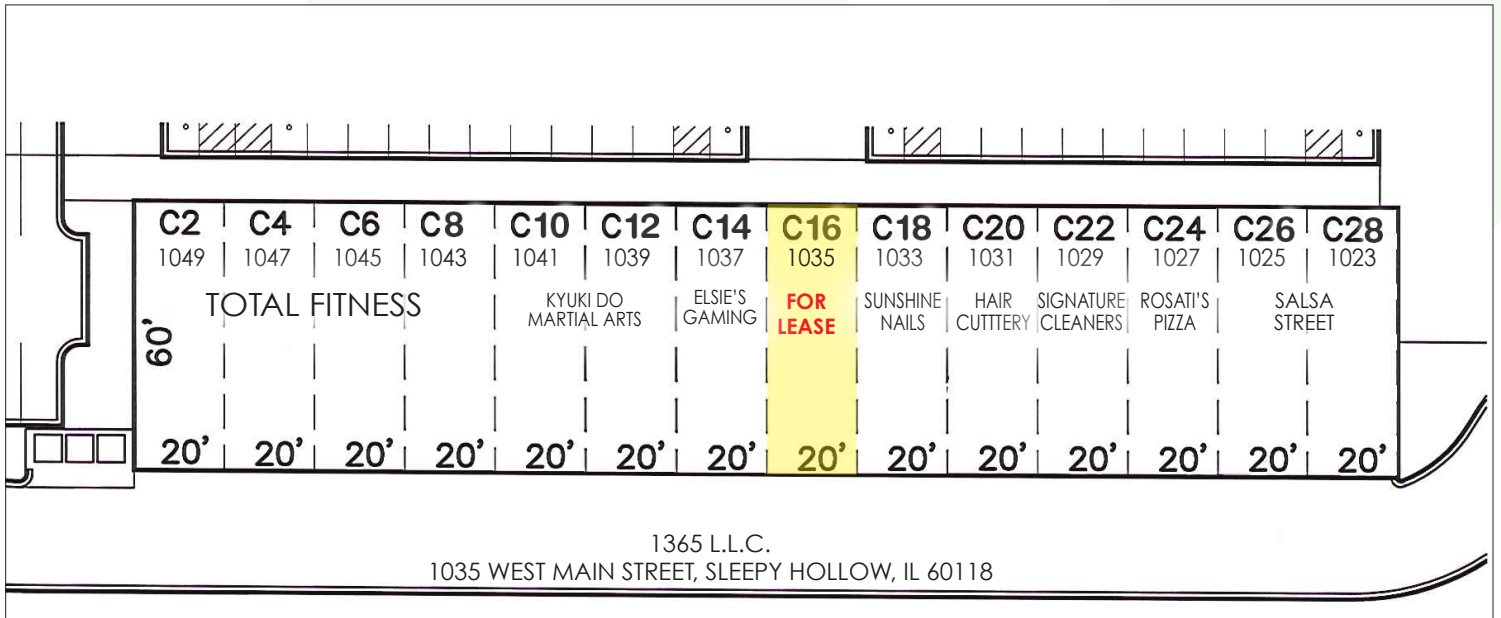 C2 C4 C6 C8 C10 C12 C14 C16 C18 C20 C22 C24 C26 C28
1049 1047 1045 1043 1041 1039 1037 1035 1033 1031 1029 1027 1025 1023
TOTAL FITNESS
KYUKI DO
MARTIAL ARTS
ELSIE'S
GAMING
FOR
LEASE
SUNSHINE
NAILS
HAIR
CUTTTERY
SIGNATURE
CLEANERS
ROSATI'S
PIZZA
SALSA
STREET
60'
20' 20' 20' 20' 20' 20' 20' 20' 20' 20' 20' 20' 20' 20'
1365 L.L.C.
1035 WEST MAIN STREET, SLEEPY HOLLOW, IL 60118